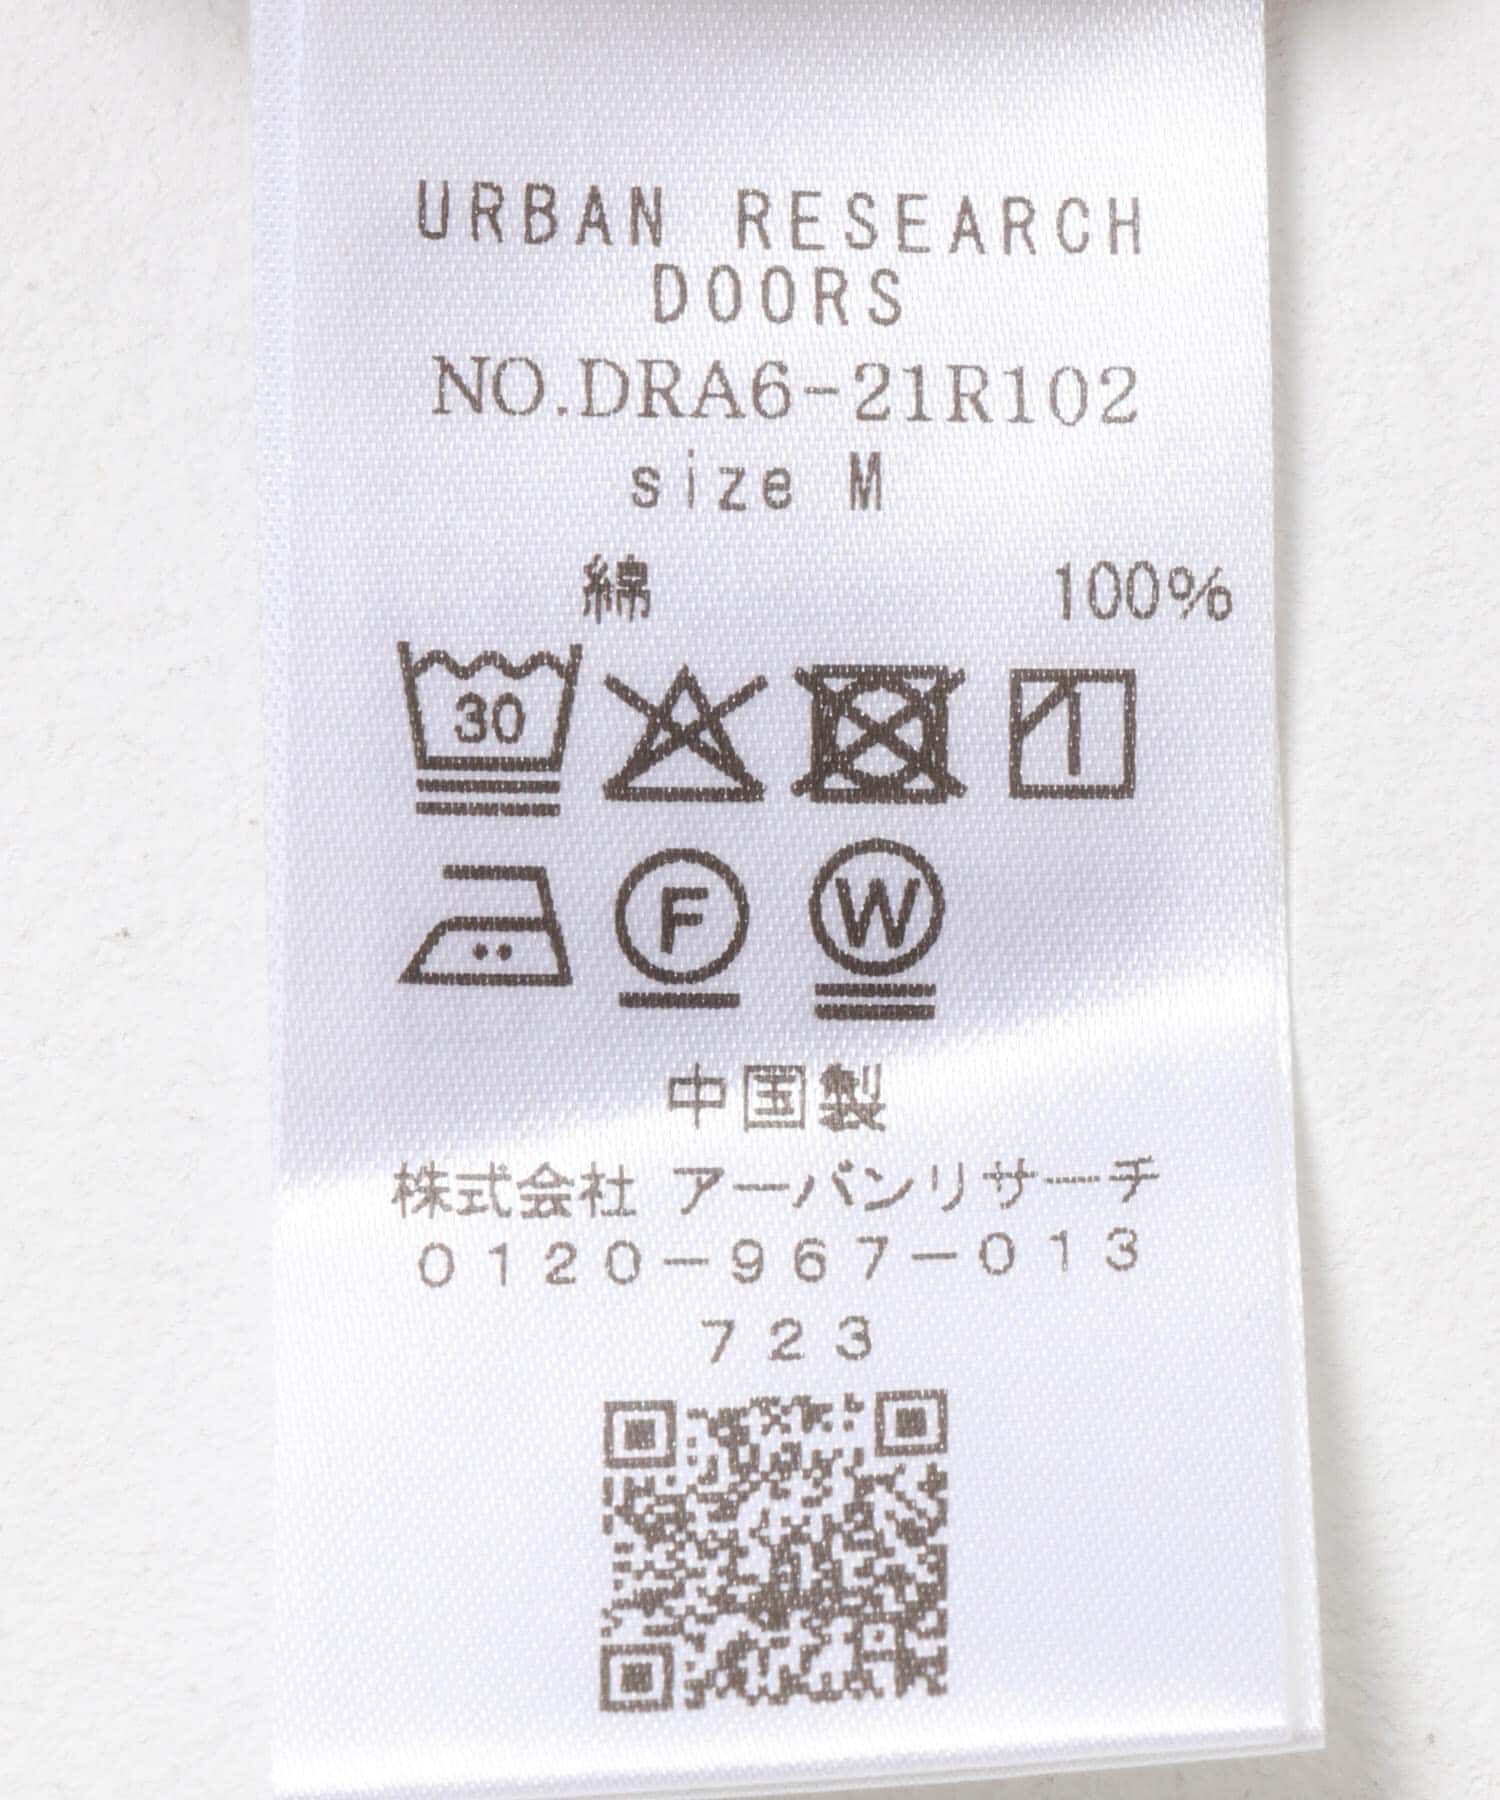 URBAN RESEARCH
DOORS
NO.DRA6-21R102
size M
綿 100%
30
F
W
中国製
株式会社 アーバンリサーチ
0120-967-013
723